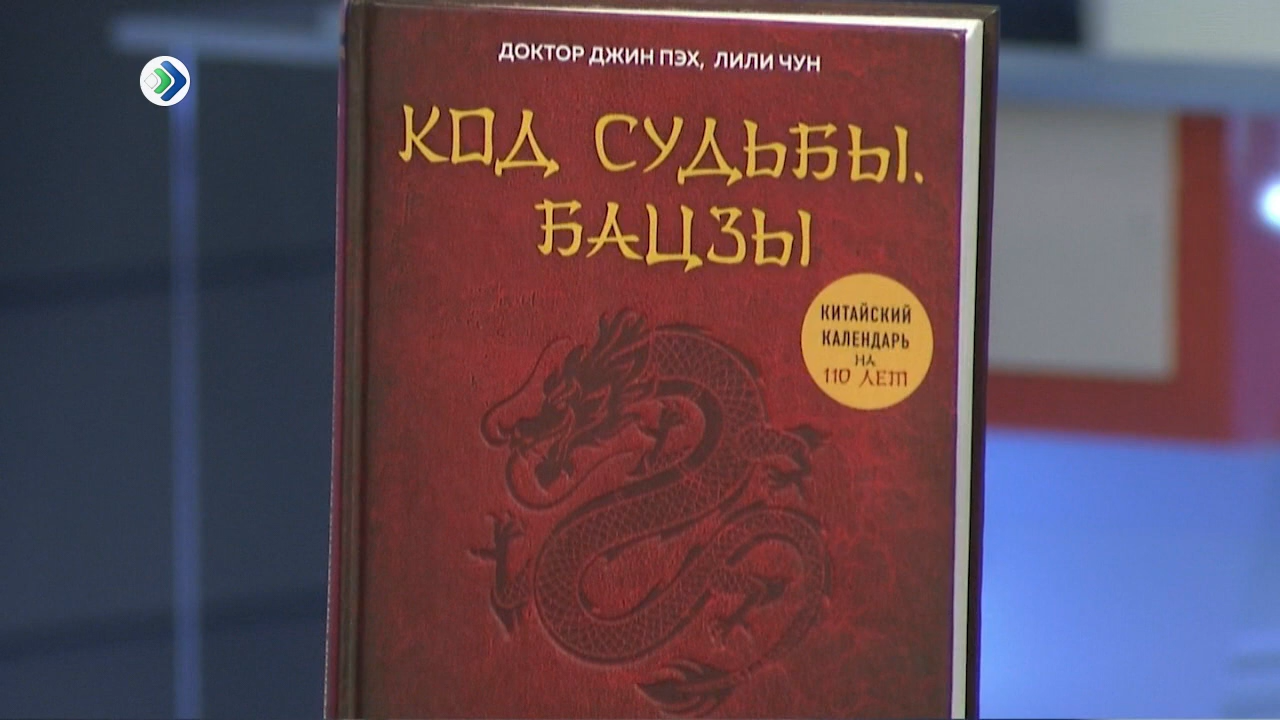 ДОКТОР ДЖИН ПЭХ, ЛИЛИ ЧУН
КОД СУДЬБЫ.
БАЦЗЫ
КИТАЙСКИЙ
КАЛЕНДАРЬ
НА
110 ЛЕТ